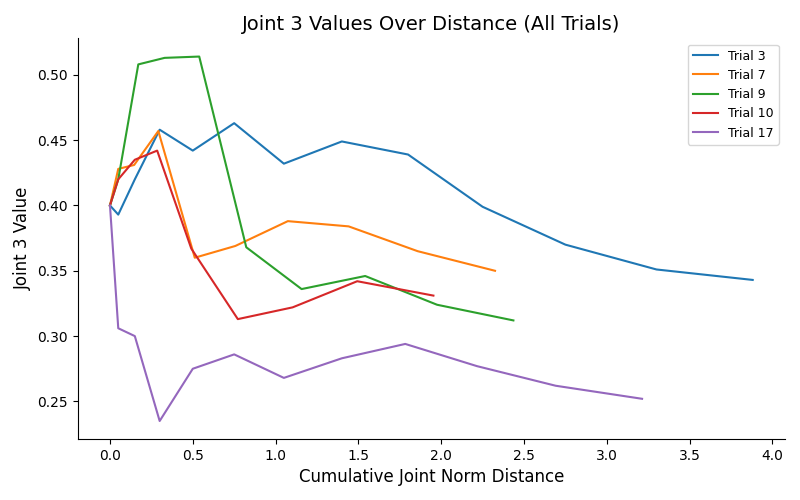 Joint 3 Values Over Distance (All Trials)
Trial 3
Trial 7
Trial 9
Trial 10
Trial 17
Joint 3 Value
0.50
0.45
0.40
0.35
0.30
0.25
0.0 0.5 1.0 1.5 2.0 2.5 3.0 3.5 4.0
Cumulative Joint Norm Distance